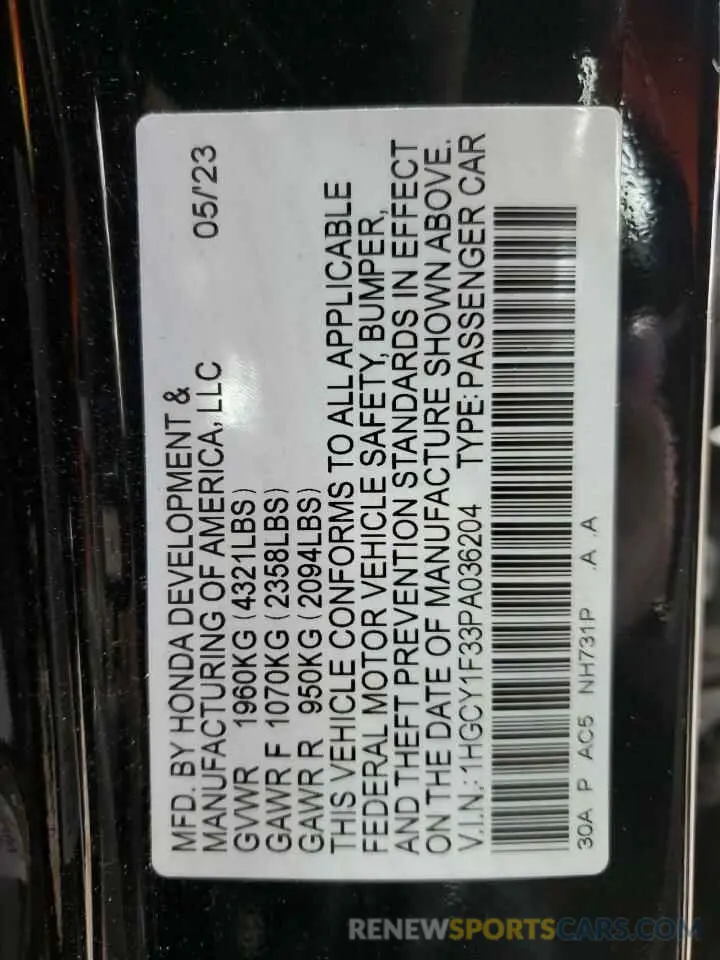 MFD. BY HONDA DEVELOPMENT &
MANUFACTURING OF AMERICA, LLC 05/'23
GVWR 1960KG (4321LBS)
GAWR F 1070KG (2358LBS)
GAWR R 950KG (2094LBS)
THIS VEHICLE CONFORMS TO ALL APPLICABLE
FEDERAL MOTOR VEHICLE SAFETY, BUMPER,
AND THEFT PREVENTION STANDARDS IN EFFECT
ON THE DATE OF MANUFACTURE SHOWN ABOVE.
V.I.N.: 1HGCY1F33PA036204 TYPE: PASSENGER CAR
30A P AC5 NH731P .A .A
RENEWSPORTSCARS.COM